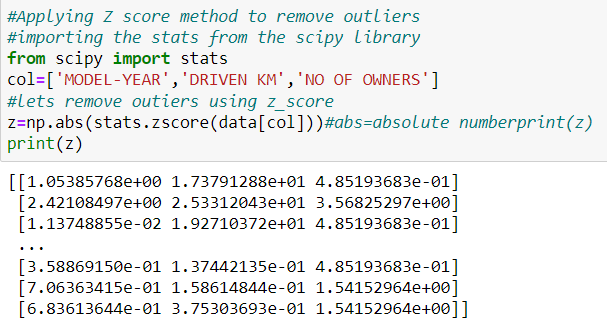 #Applying Z score method to remove outliers
#importing the stats from the scipy library
from scipy import stats
col=['MODEL-YEAR','DRIVEN KM','NO OF OWNERS']
#lets remove outiers using z_score
z=np.abs(stats.zscore(data[col]))#abs=absolute numberprint(z)
print(z)
[[1.05385768e+00 1.73791288e+01 4.85193683e-01]
[2.42108497e+00 2.53312043e+01 3.56825297e+00]
[1.13748855e-02 1.92710372e+01 4.85193683e-01]
...
[3.58869150e-01 1.37442135e-01 4.85193683e-01]
[7.06363415e-01 1.58614844e-01 1.54152964e+00]
[6.83613644e-01 3.75303693e-01 1.54152964e+00]]